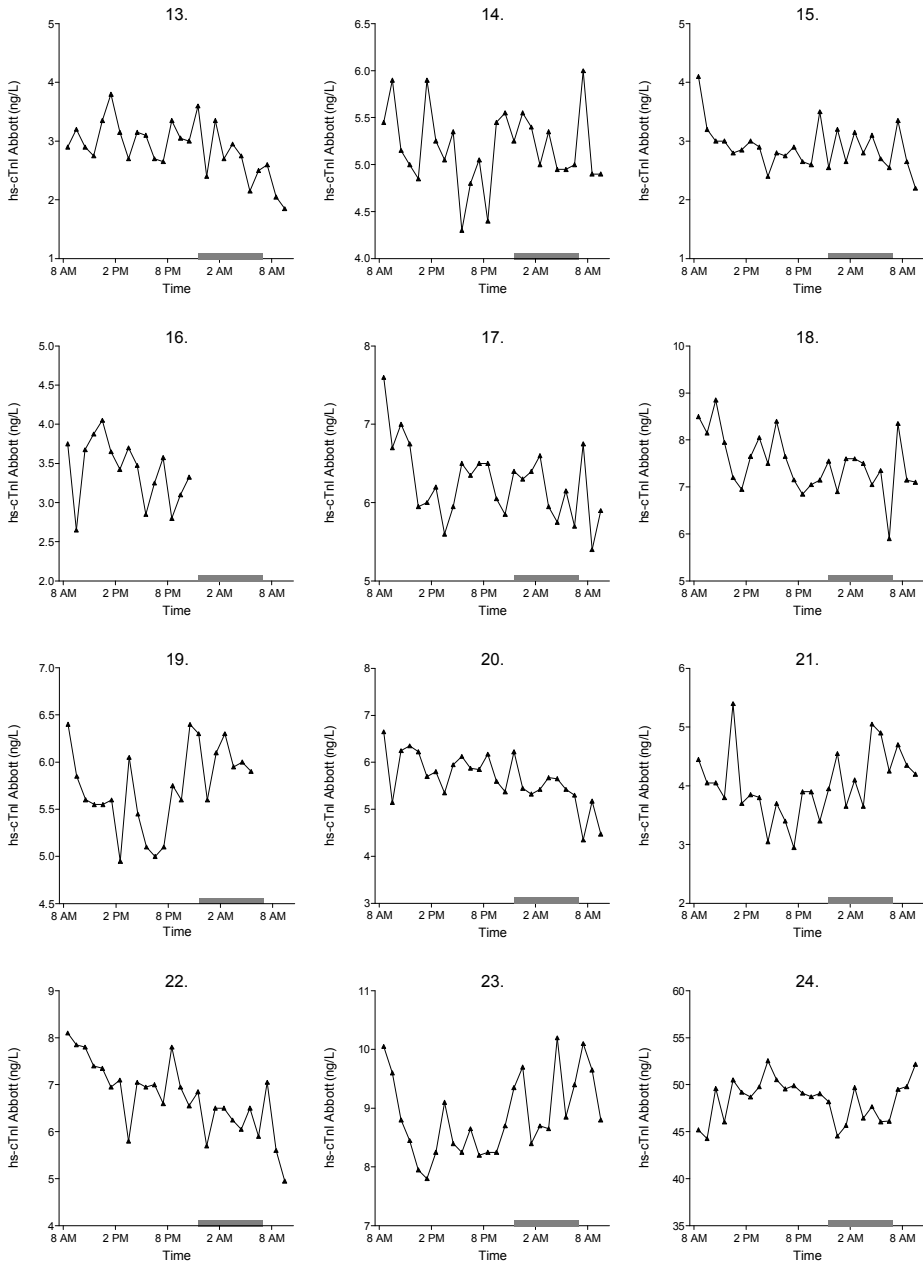 13.
hs-cTnI Abbott (ng/L)
5
4
3
2
1
8 AM 2 PM 8 PM 2 AM 8 AM
Time
14.
hs-cTnI Abbott (ng/L)
6.5
6.0
5.5
5.0
4.5
4.0
8 AM 2 PM 8 PM 2 AM 8 AM
Time
15.
hs-cTnI Abbott (ng/L)
5
4
3
2
1
8 AM 2 PM 8 PM 2 AM 8 AM
Time
16.
hs-cTnI Abbott (ng/L)
5.0
4.5
4.0
3.5
3.0
2.5
2.0
8 AM 2 PM 8 PM 2 AM 8 AM
Time
17.
hs-cTnI Abbott (ng/L)
8
7
6
5
8 AM 2 PM 8 PM 2 AM 8 AM
Time
18.
hs-cTnI Abbott (ng/L)
10
9
8
7
6
5
8 AM 2 PM 8 PM 2 AM 8 AM
Time
19.
hs-cTnI Abbott (ng/L)
7.0
6.5
6.0
5.5
5.0
4.5
8 AM 2 PM 8 PM 2 AM 8 AM
Time
20.
hs-cTnI Abbott (ng/L)
8
7
6
5
4
3
8 AM 2 PM 8 PM 2 AM 8 AM
Time
21.
hs-cTnI Abbott (ng/L)
6
5
4
3
2
8 AM 2 PM 8 PM 2 AM 8 AM
Time
22.
hs-cTnI Abbott (ng/L)
9
8
7
6
5
4
8 AM 2 PM 8 PM 2 AM 8 AM
Time
23.
hs-cTnI Abbott (ng/L)
11
10
9
8
7
8 AM 2 PM 8 PM 2 AM 8 AM
Time
24.
hs-cTnI Abbott (ng/L)
60
55
50
45
40
35
8 AM 2 PM 8 PM 2 AM 8 AM
Time